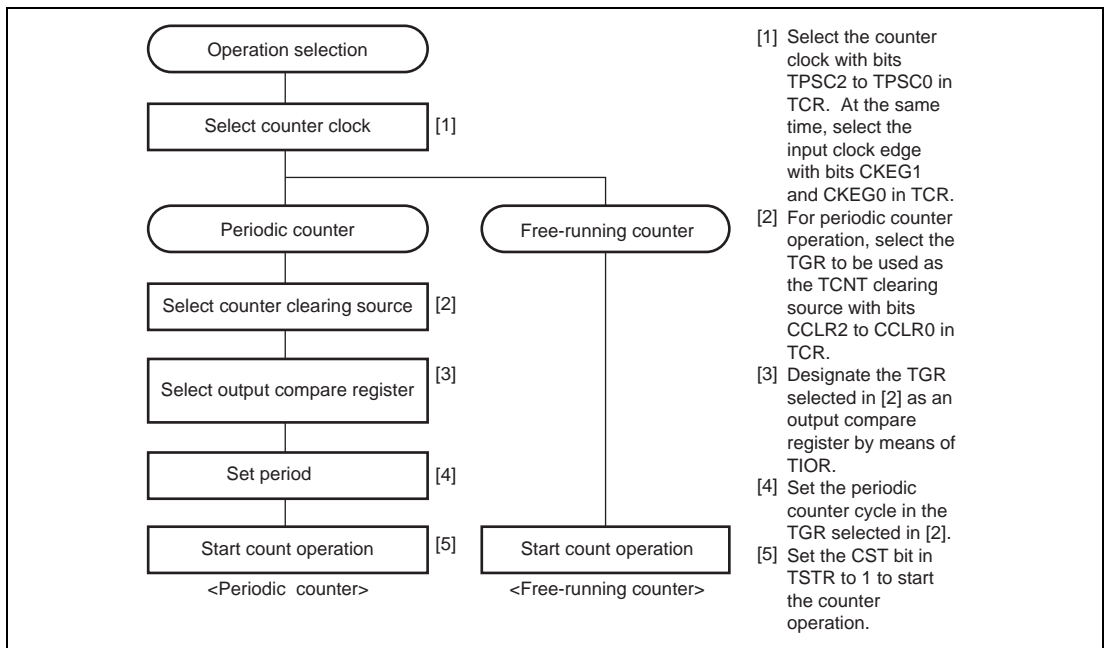 Operation selection
Select counter clock
[1]
Periodic counter
Free-running counter
Select counter clearing source
[2]
Select output compare register
[3]
Set period
[4]
Start count operation
[5]
Start count operation
<Periodic counter>
<Free-running counter>
[1] Select the counter
clock with bits
TPSC2 to TPSC0 in
TCR. At the same
time, select the
input clock edge
with bits CKEG1
and CKEG0 in TCR.
[2] For periodic counter
operation, select the
TGR to be used as
the TCNT clearing
source with bits
CCLR2 to CCLR0 in
TCR.
[3] Designate the TGR
selected in [2] as an
output compare
register by means of
TIOR.
[4] Set the periodic
counter cycle in the
TGR selected in [2].
[5] Set the CST bit in
TSTR to 1 to start
the counter
operation.